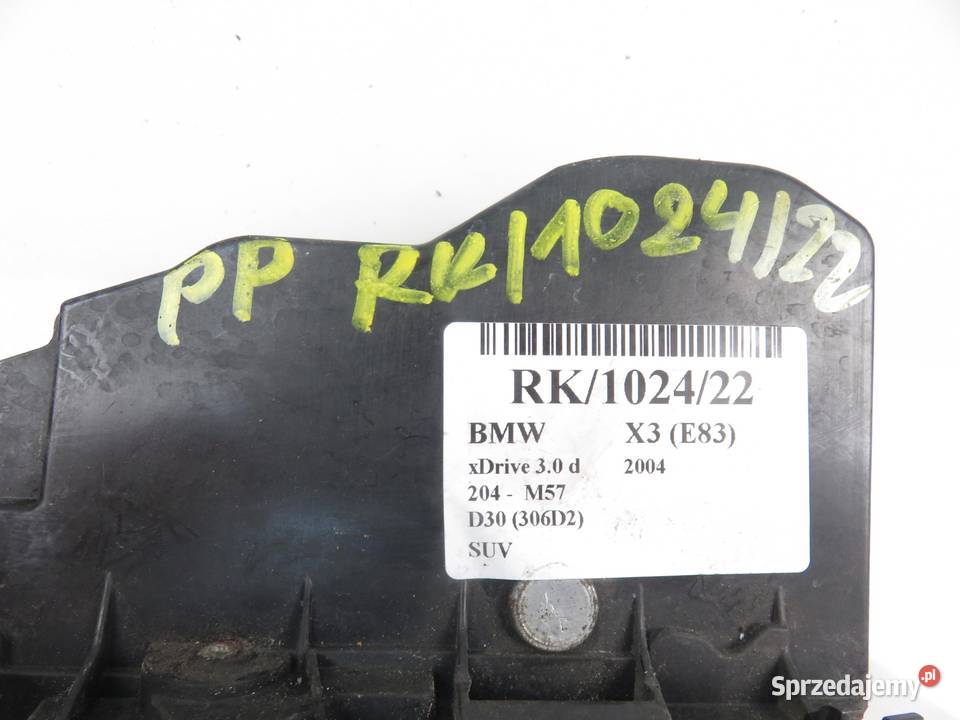 PP RK/1024/22
RK/1024/22
BMW X3 (E83)
xDrive 3.0 d 2004
204 - M57
D30 (306D2)
SUV
Sprzedajemy.pl